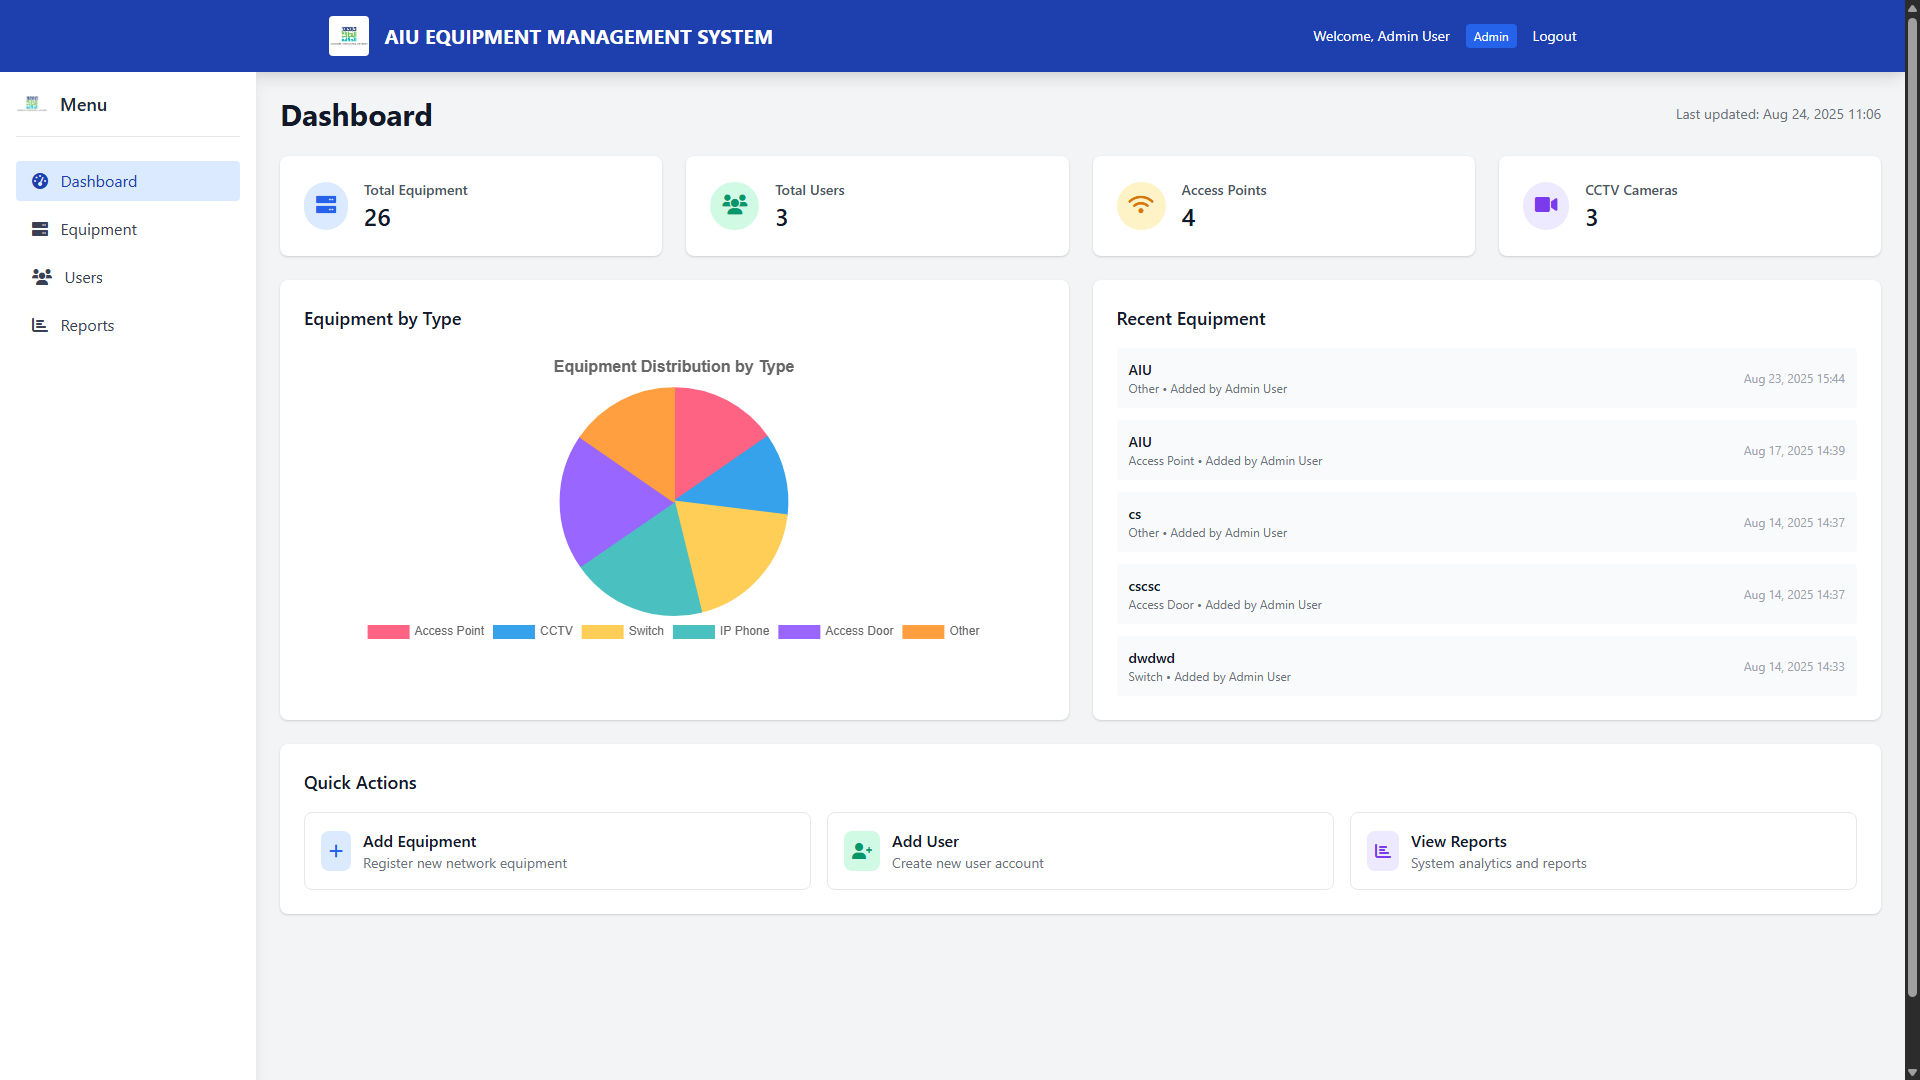 AIU EQUIPMENT MANAGEMENT SYSTEM
Welcome, Admin User
Admin
Logout
Menu
Dashboard
Equipment
Users
Reports
Dashboard
Last updated: Aug 24, 2025 11:06
Total Equipment
26
Total Users
3
Access Points
4
CCTV Cameras
3
Equipment by Type
Equipment Distribution by Type
Access Point
CCTV
Switch
IP Phone
Access Door
Other
Recent Equipment
AIU
Other • Added by Admin User
Aug 23, 2025 15:44
AIU
Access Point • Added by Admin User
Aug 17, 2025 14:39
cs
Other • Added by Admin User
Aug 14, 2025 14:37
cscsc
Access Door • Added by Admin User
Aug 14, 2025 14:37
dwdwd
Switch • Added by Admin User
Aug 14, 2025 14:33
Quick Actions
Add Equipment
Register new network equipment
Add User
Create new user account
View Reports
System analytics and reports